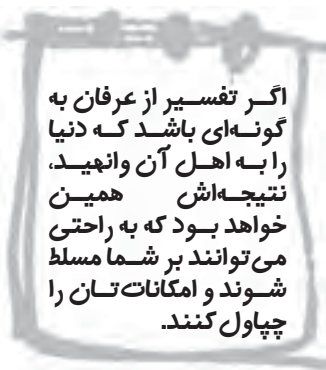 اگر تفسیر از عرفان به
گونه‌ای باشد که دنیا
را به اهل آن وانهید،
نتیجه‌اش همین
خواهد بود که به راحتی
می‌توانند بر شما مسلط
شوند و امکانات‌تان را
چپاول کنند.